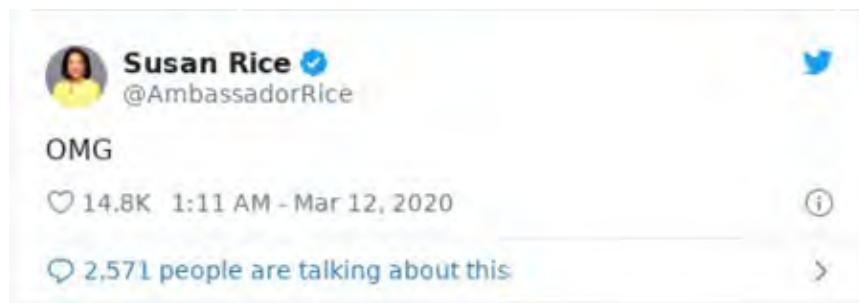 Susan Rice
@AmbassadorRice
OMG
14.8K 1:11 AM - Mar 12, 2020
2,571 people are talking about this